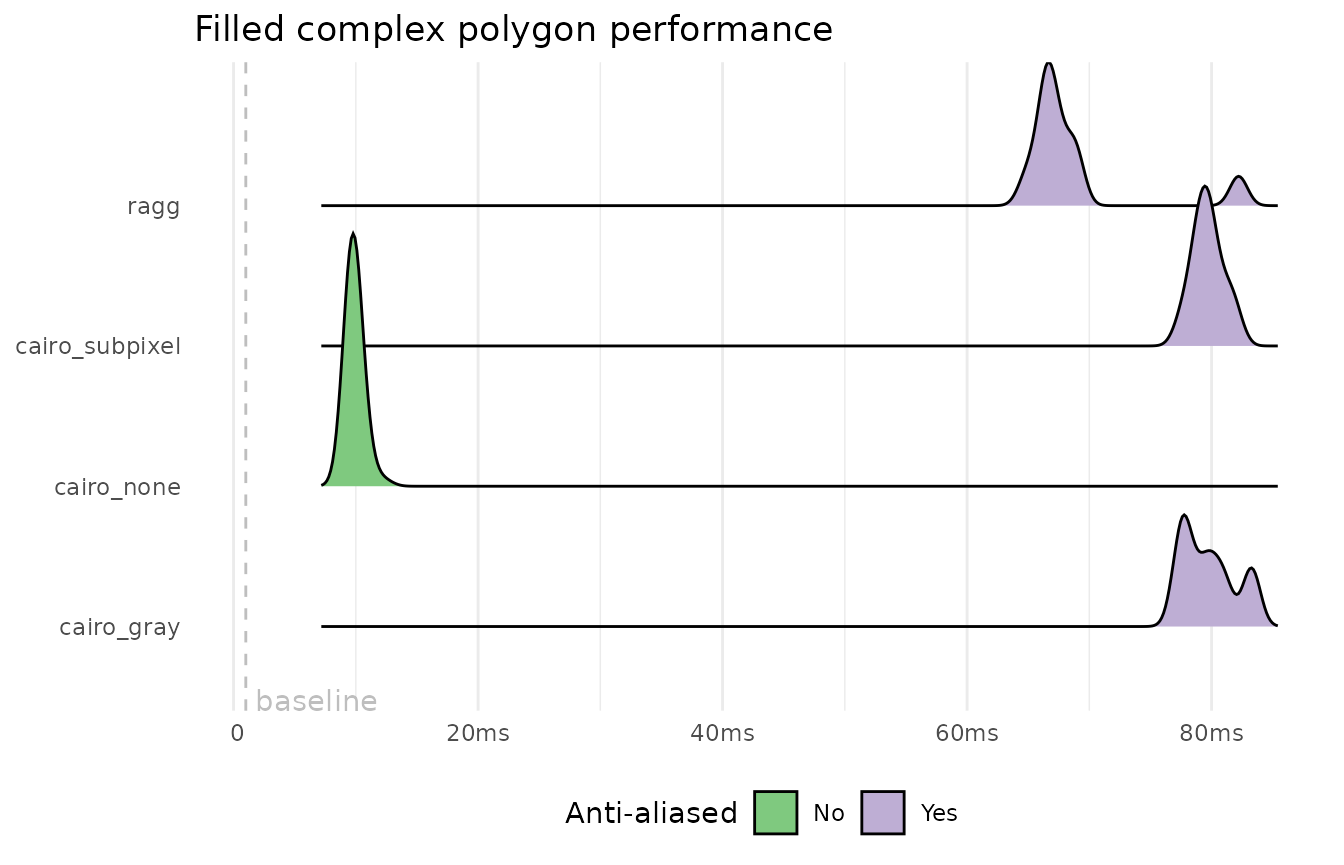 Filled complex polygon performance
ragg
cairo_subpixel
cairo_none
cairo_gray
baseline
0 20ms 40ms 60ms 80ms
Anti-aliased No Yes